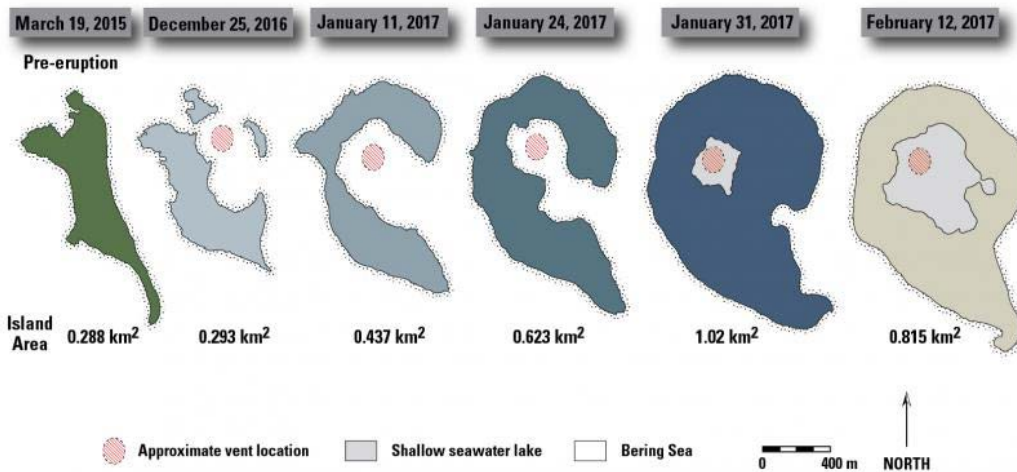 March 19, 2015 December 25, 2016 January 11, 2017 January 24, 2017 January 31, 2017 February 12, 2017
Pre-eruption
Island
Area 0.288 km² 0.293 km² 0.437 km² 0.623 km² 1.02 km² 0.815 km²
Approximate vent location Shallow seawater lake Bering Sea
0 400 m NORTH